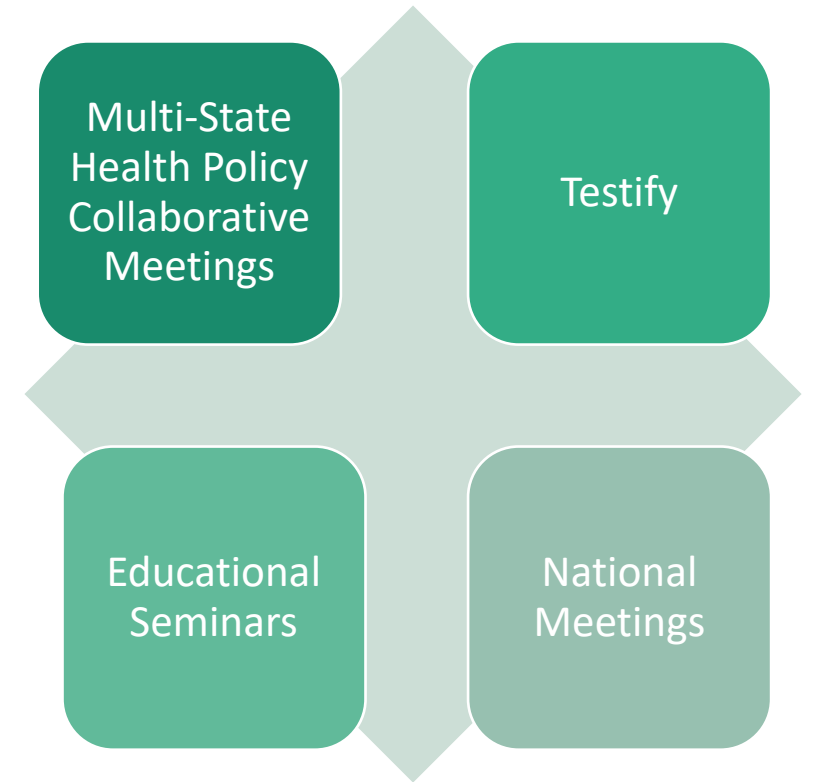 Multi-State
Health Policy
Collaborative
Meetings
Testify
Educational
Seminars
National
Meetings